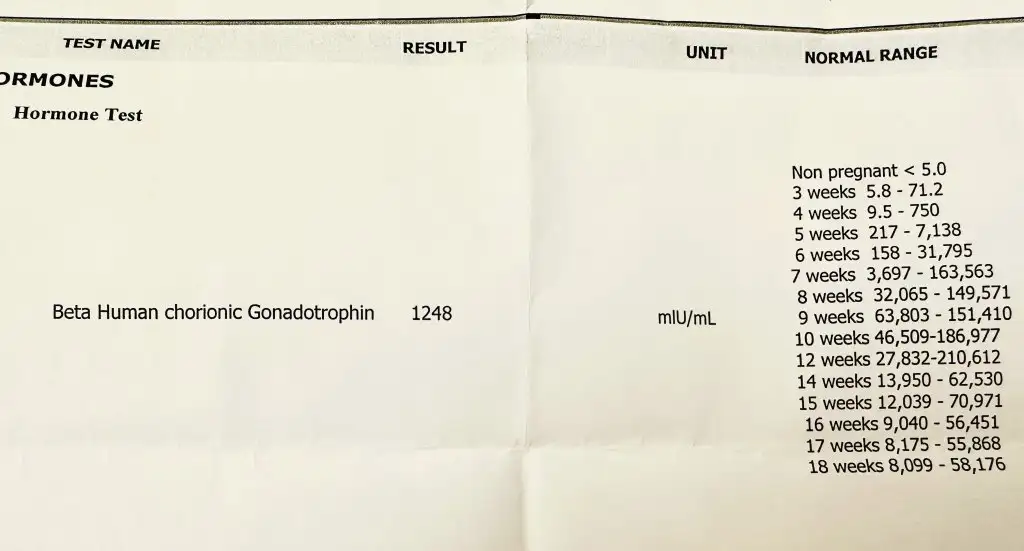 TEST NAME RESULT UNIT NORMAL RANGE
ORMONES
Hormone Test
Non pregnant < 5.0
3 weeks 5.8 - 71.2
4 weeks 9.5 - 750
5 weeks 217 - 7,138
6 weeks 158 - 31,795
7 weeks 3,697 - 163,563
8 weeks 32,065 - 149,571
Beta Human chorionic Gonadotrophin 1248 mIU/mL 9 weeks 63,803 - 151,410
10 weeks 46,509-186,977
12 weeks 27,832-210,612
14 weeks 13,950 - 62,530
15 weeks 12,039 - 70,971
16 weeks 9,040 - 56,451
17 weeks 8,175 - 55,868
18 weeks 8,099 - 58,176